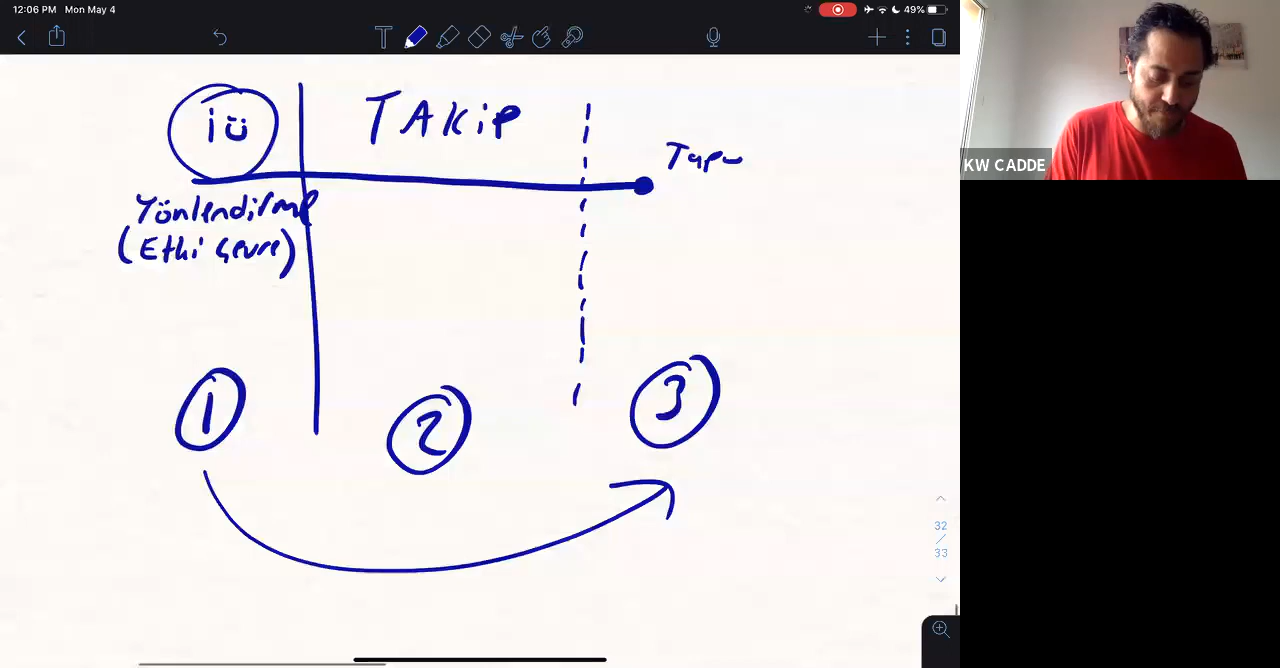 12:06 PM Mon May 4
49%
KW CADDE
İÜ
TAKİP
Tapu
Yönlendirme
(Etki Çevre)
1
2
3
32
33